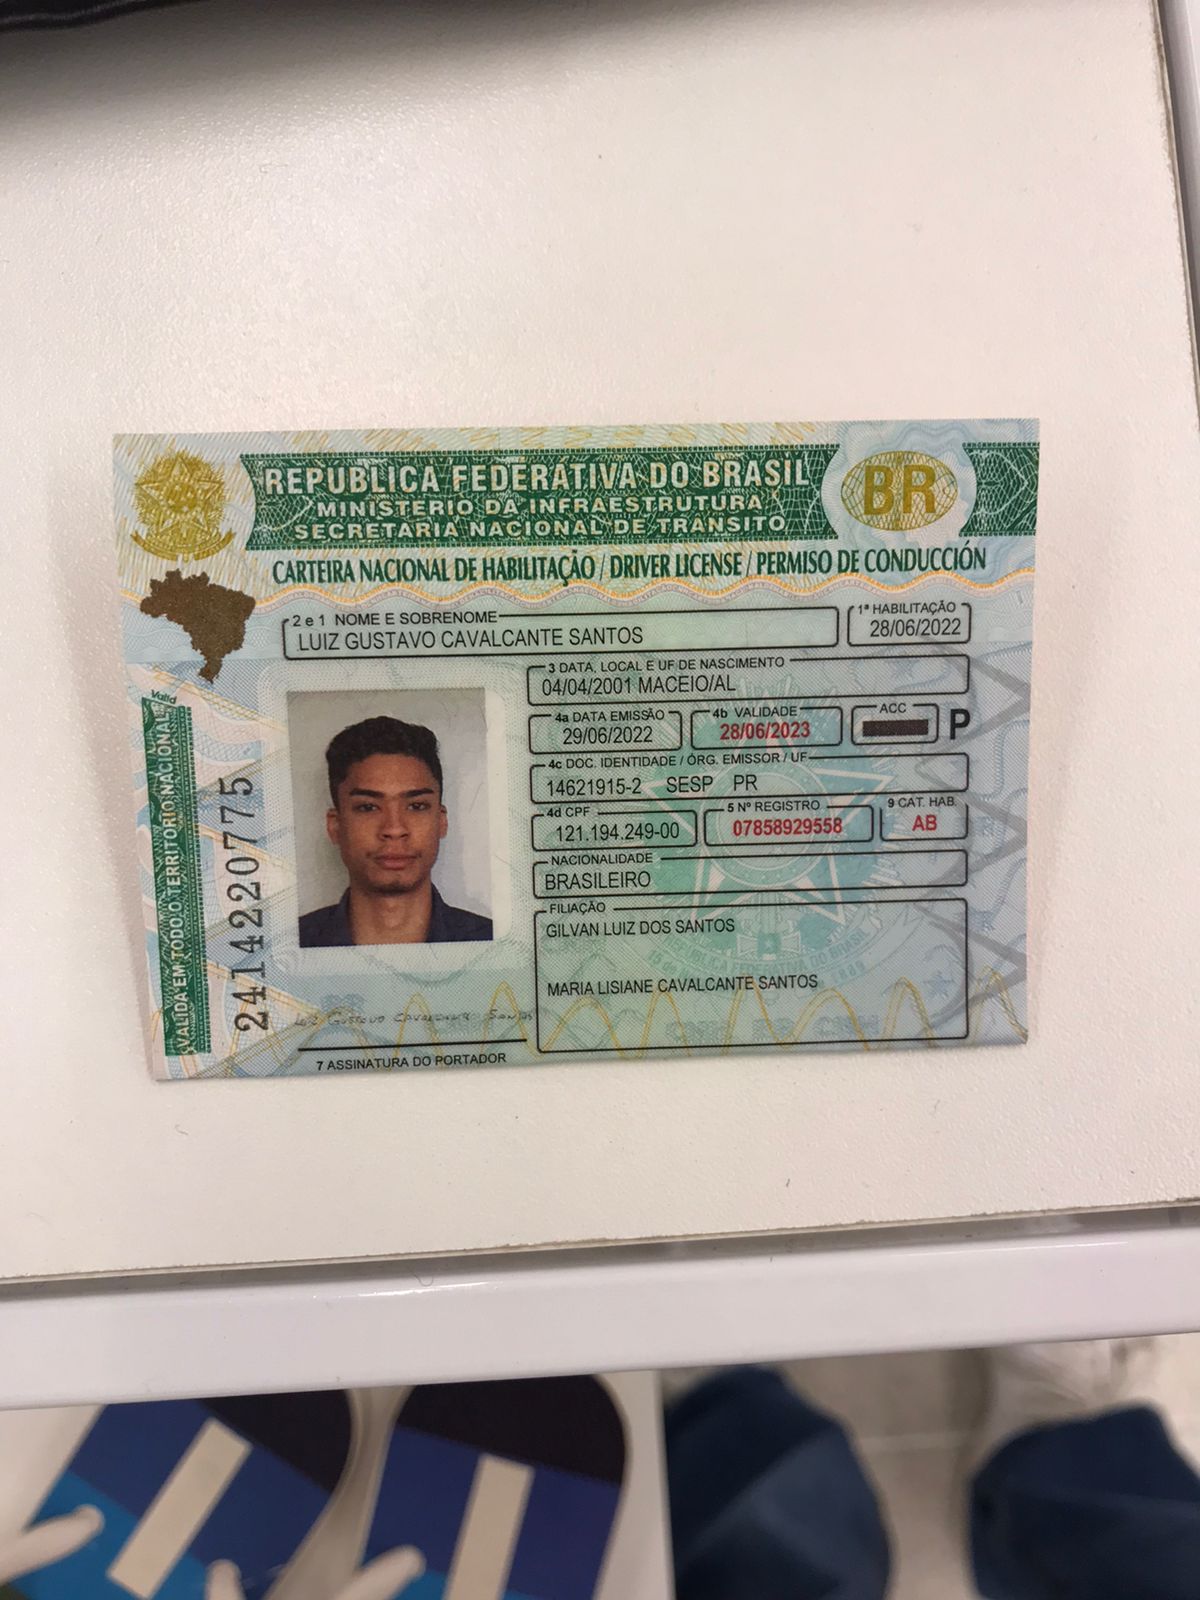 REPÚBLICA FEDERATIVA DO BRASIL
MINISTÉRIO DA INFRAESTRUTURA
SECRETARIA NACIONAL DE TRÂNSITO
BR
CARTEIRA NACIONAL DE HABILITAÇÃO / DRIVER LICENSE / PERMISO DE CONDUCCIÓN
2 e 1 NOME E SOBRENOME
LUIZ GUSTAVO CAVALCANTE SANTOS
1ª HABILITAÇÃO
28/06/2022
3 DATA, LOCAL E UF DE NASCIMENTO
04/04/2001 MACEIO/AL
4a DATA EMISSÃO
29/06/2022
4b VALIDADE
28/06/2023
ACC
P
4c DOC. IDENTIDADE / ÓRG. EMISSOR / UF
14621915-2 SESP PR
4d CPF
121.194.249-00
5 Nº REGISTRO
07858929558
9 CAT. HAB.
AB
NACIONALIDADE
BRASILEIRO
FILIAÇÃO
GILVAN LUIZ DOS SANTOS
MARIA LISIANE CAVALCANTE SANTOS
Luiz Gustavo Cavalcante Santos
7 ASSINATURA DO PORTADOR
Valid
VÁLIDA EM TODO O TERRITÓRIO NACIONAL
2414220775